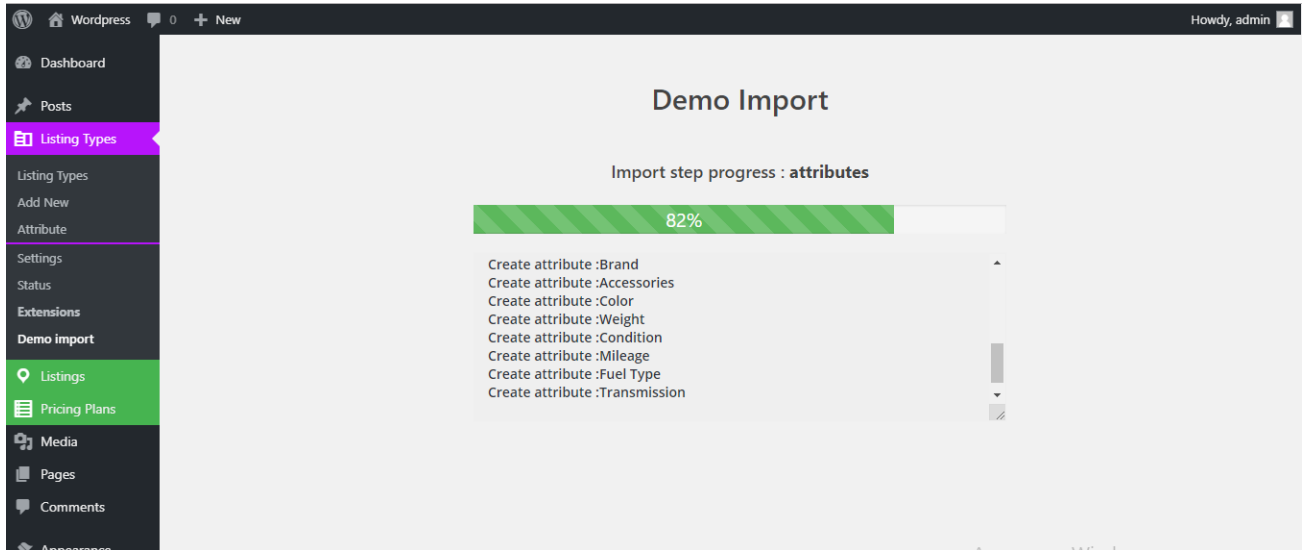 Wordpress 0 New Howdy, admin
Dashboard
Posts
Listing Types
Listing Types
Add New
Attribute
Settings
Status
Extensions
Demo import
Listings
Pricing Plans
Media
Pages
Comments
Appearance
Demo Import
Import step progress : attributes
82%
Create attribute :Brand
Create attribute :Accessories
Create attribute :Color
Create attribute :Weight
Create attribute :Condition
Create attribute :Mileage
Create attribute :Fuel Type
Create attribute :Transmission